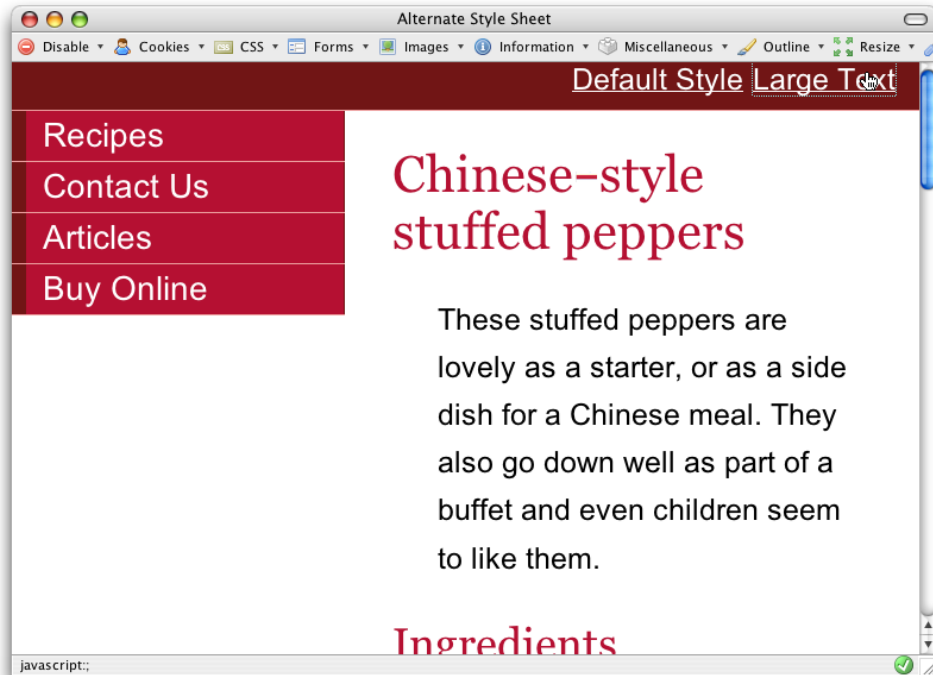 Alternate Style Sheet
Disable Cookies CSS Forms Images Information Miscellaneous Outline Resize
Default Style Large Text
Recipes
Contact Us
Articles
Buy Online
Chinese-style
stuffed peppers
These stuffed peppers are
lovely as a starter, or as a side
dish for a Chinese meal. They
also go down well as part of a
buffet and even children seem
to like them.
Ingredients
javascript:;